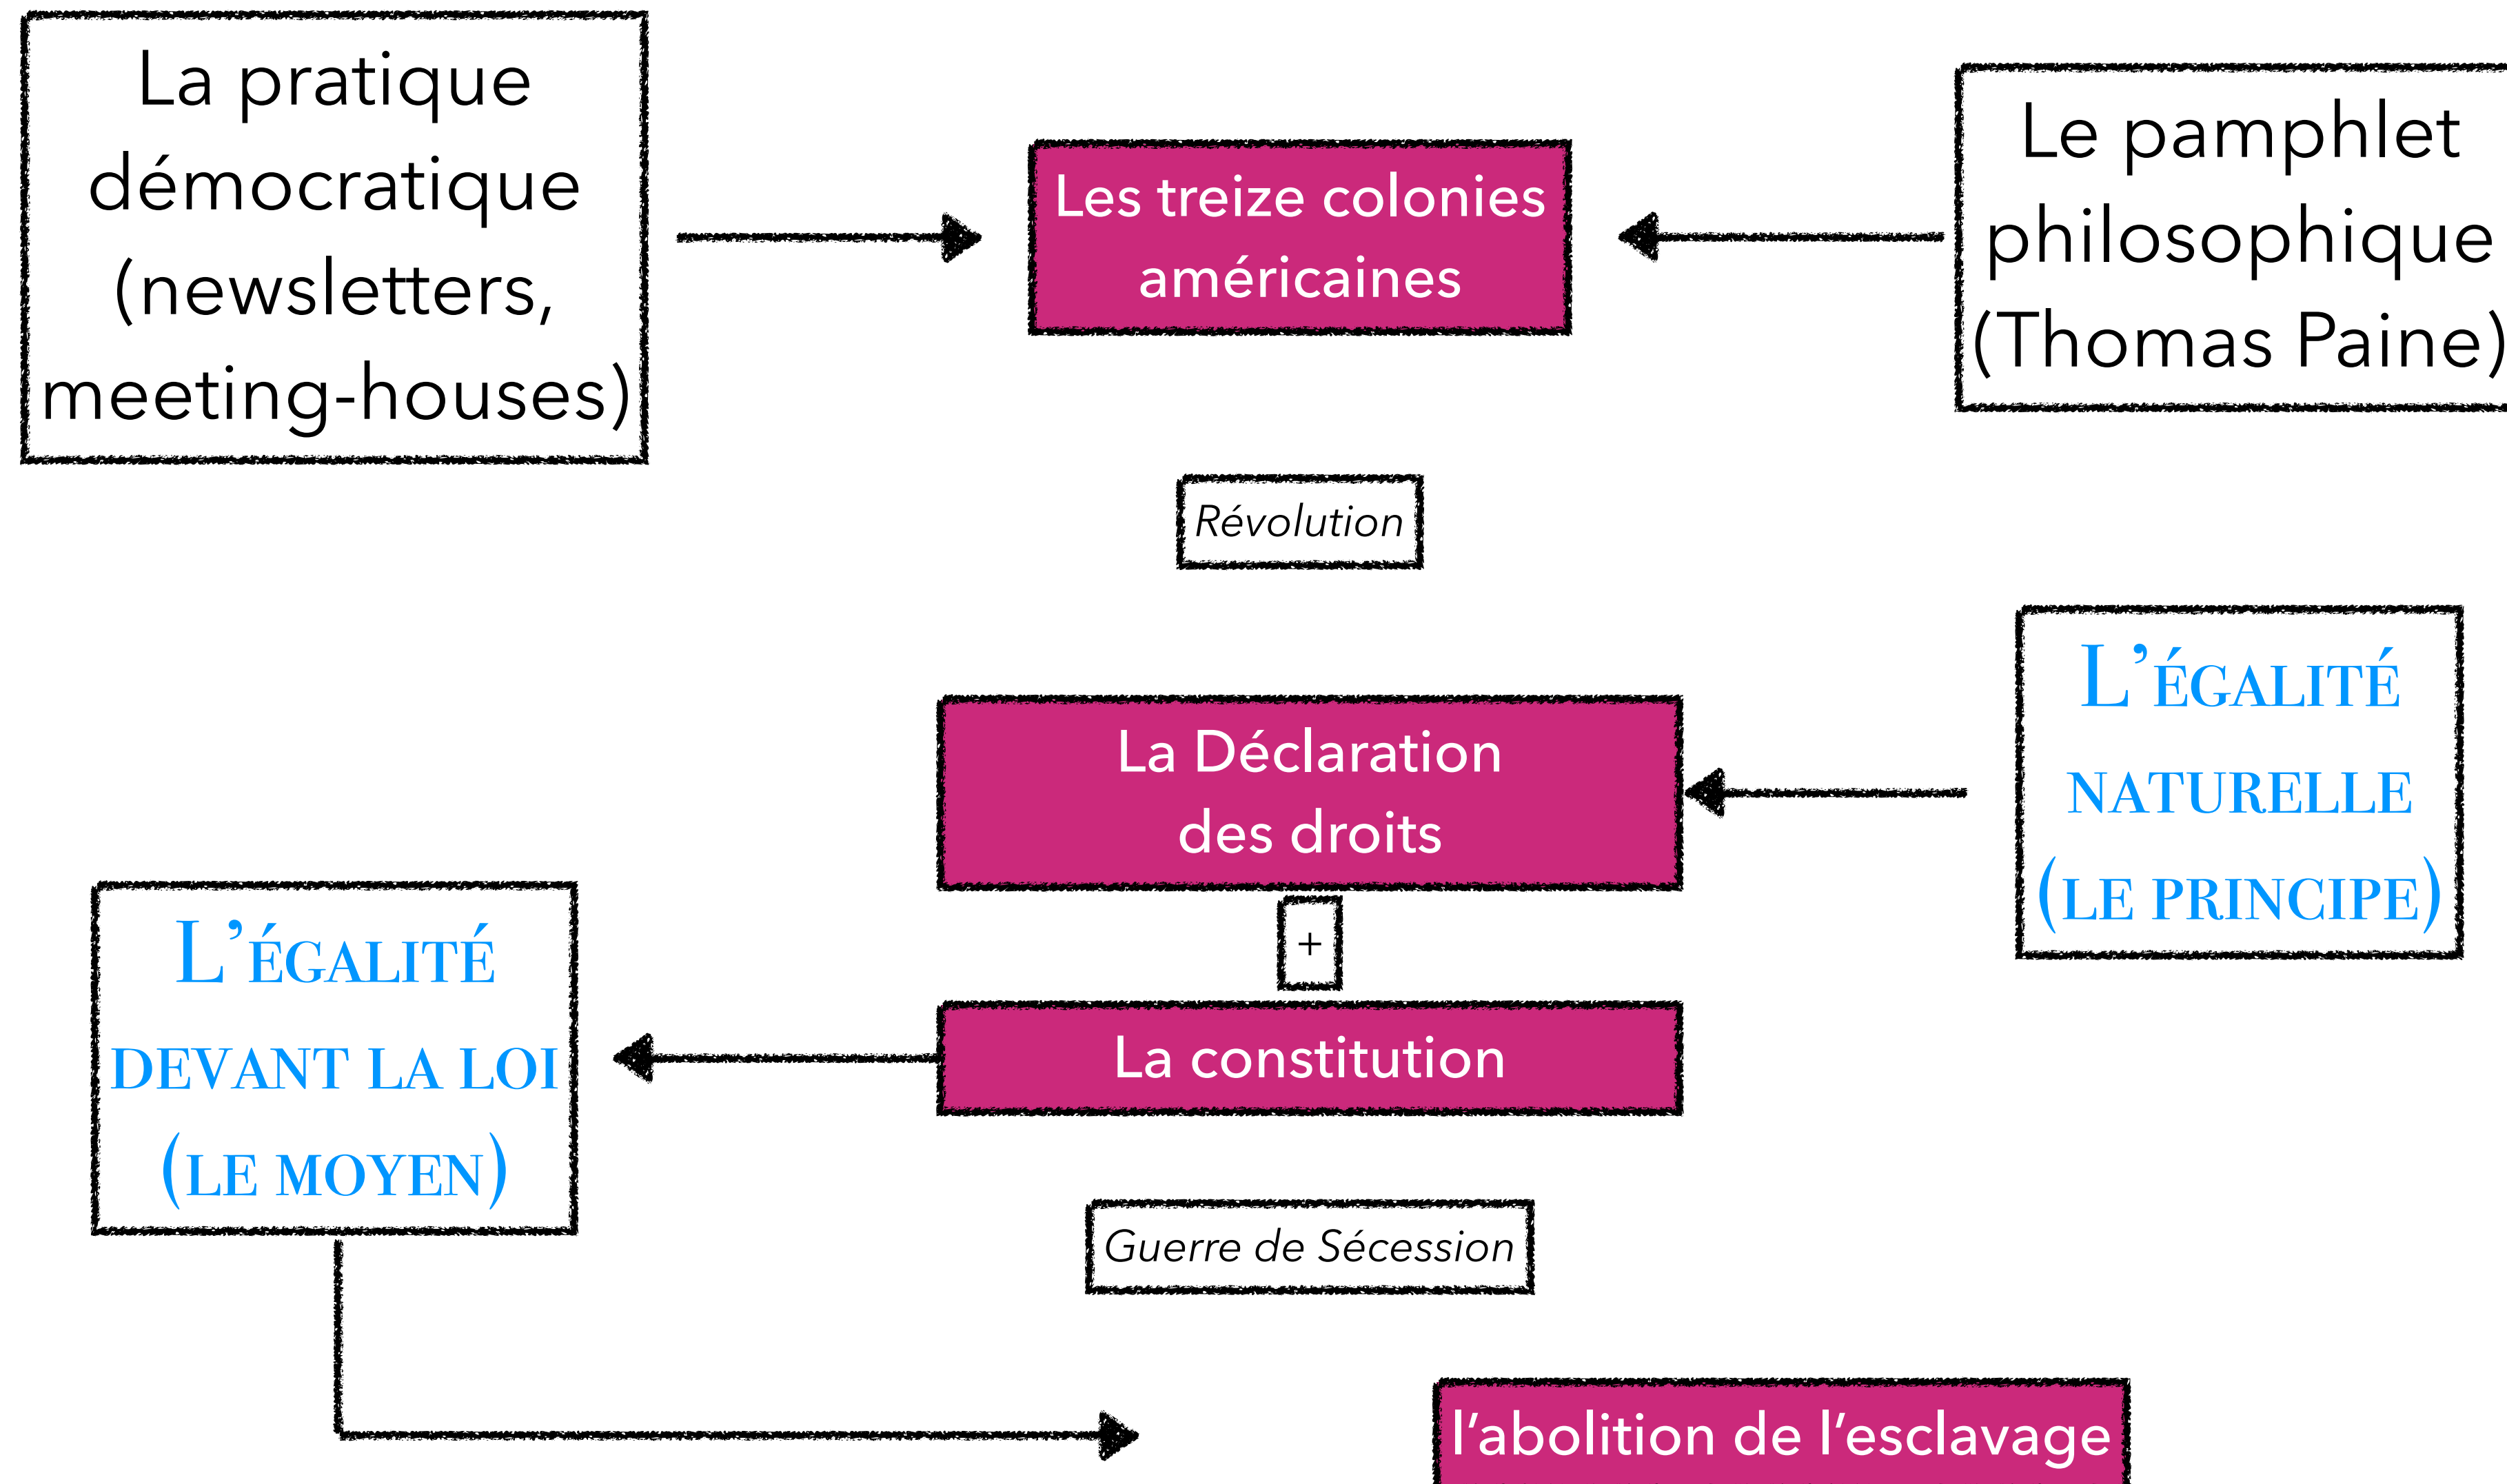 La pratique
démocratique
(newsletters,
meeting-houses)
Les treize colonies
américaines
Le pamphlet
philosophique
(Thomas Paine)
Révolution
L’égalité
naturelle
(le principe)
La Déclaration
des droits
+
La constitution
L’égalité
devant la loi
(le moyen)
Guerre de Sécession
l’abolition de l’esclavage